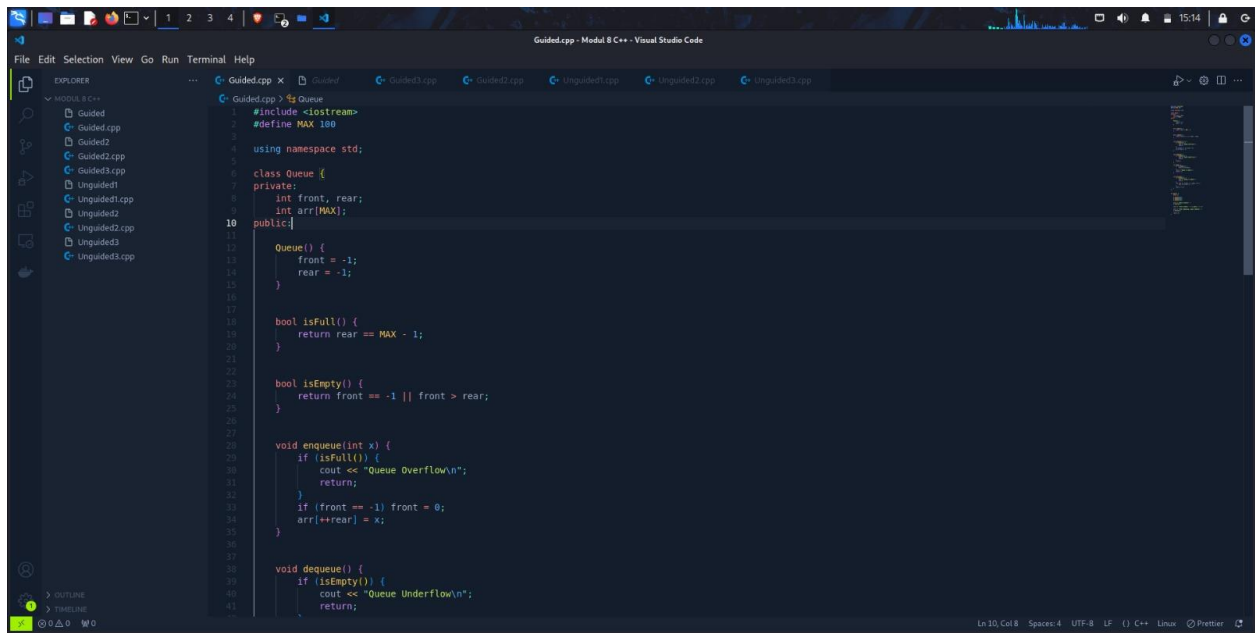 1 2 3 4
15:14
Guided.cpp - Modul 8 C++ - Visual Studio Code
File Edit Selection View Go Run Terminal Help
EXPLORER
Guided.cpp
Guided
Guided3.cpp
Guided2.cpp
Unguided1.cpp
Unguided2.cpp
Unguided3.cpp
MODUL 8 C++
Guided
Guided.cpp
Guided2
Guided2.cpp
Guided3.cpp
Unguided1
Unguided1.cpp
Unguided2
Unguided2.cpp
Unguided3
Unguided3.cpp
OUTLINE
TIMELINE
Guided.cpp > Queue
1 #include <iostream>
2 #define MAX 100
3
4 using namespace std;
5
6 class Queue {
7 private:
8 int front, rear;
9 int arr[MAX];
10 public:
11
12 Queue() {
13 front = -1;
14 rear = -1;
15 }
16
17
18 bool isFull() {
19 return rear == MAX - 1;
20 }
21
22
23 bool isEmpty() {
24 return front == -1 || front > rear;
25 }
26
27
28 void enqueue(int x) {
29 if (isFull()) {
30 cout << "Queue Overflow\n";
31 return;
32 }
33 if (front == -1) front = 0;
34 arr[++rear] = x;
35 }
36
37
38 void dequeue() {
39 if (isEmpty()) {
40 cout << "Queue Underflow\n";
41 return;
1
0 0 0
Ln 10, Col 8 Spaces: 4 UTF-8 LF {} C++ Linux Prettier